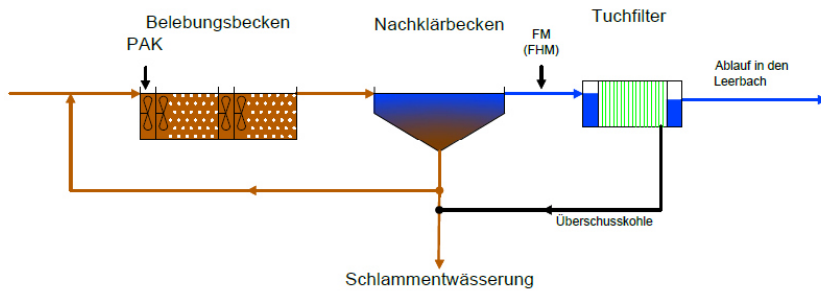 Belebungsbecken
PAK
Nachklärbecken
FM
(FHM)
Tuchfilter
Ablauf in den
Leerbach
Überschusskohle
Schlammentwässerung